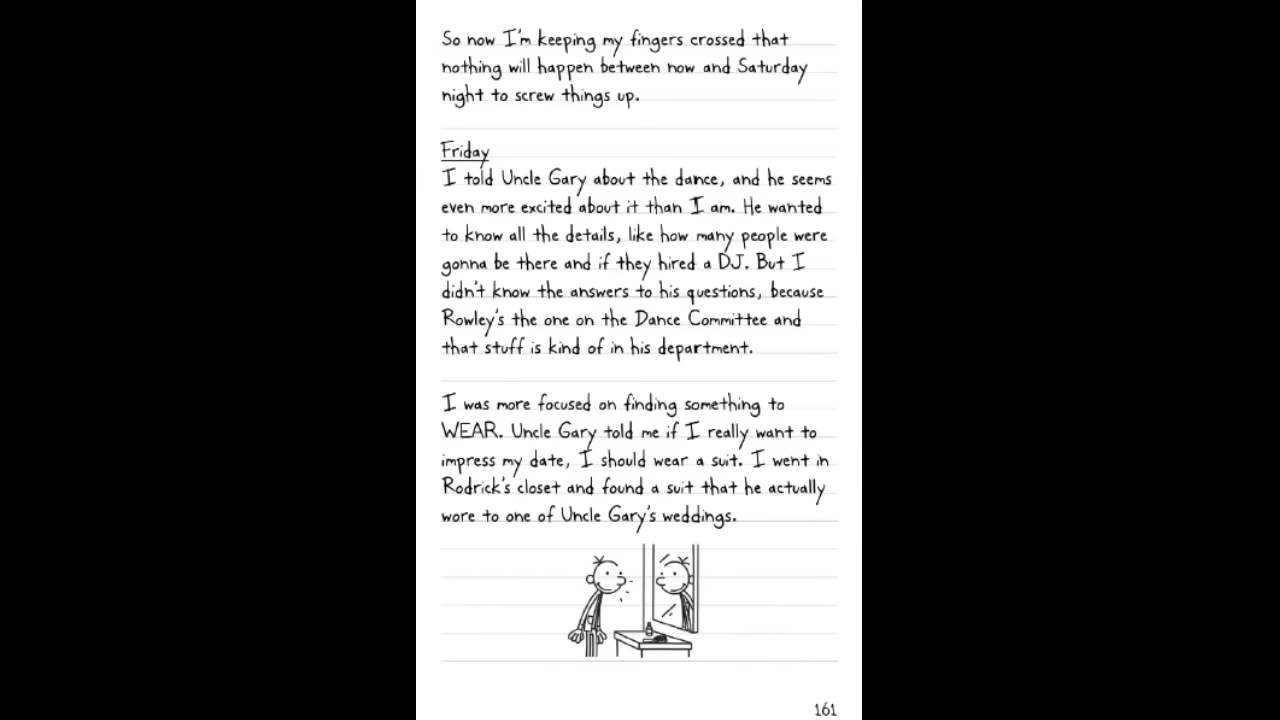 So now I'm keeping my fingers crossed that
nothing will happen between now and Saturday
night to screw things up.
Friday
I told Uncle Gary about the dance, and he seems
even more excited about it than I am. He wanted
to know all the details, like how many people were
gonna be there and if they hired a DJ. But I
didn't know the answers to his questions, because
Rowley's the one on the Dance Committee and
that stuff is kind of in his department.
I was more focused on finding something to
WEAR. Uncle Gary told me if I really want to
impress my date, I should wear a suit. I went in
Rodrick's closet and found a suit that he actually
wore to one of Uncle Gary's weddings.
161